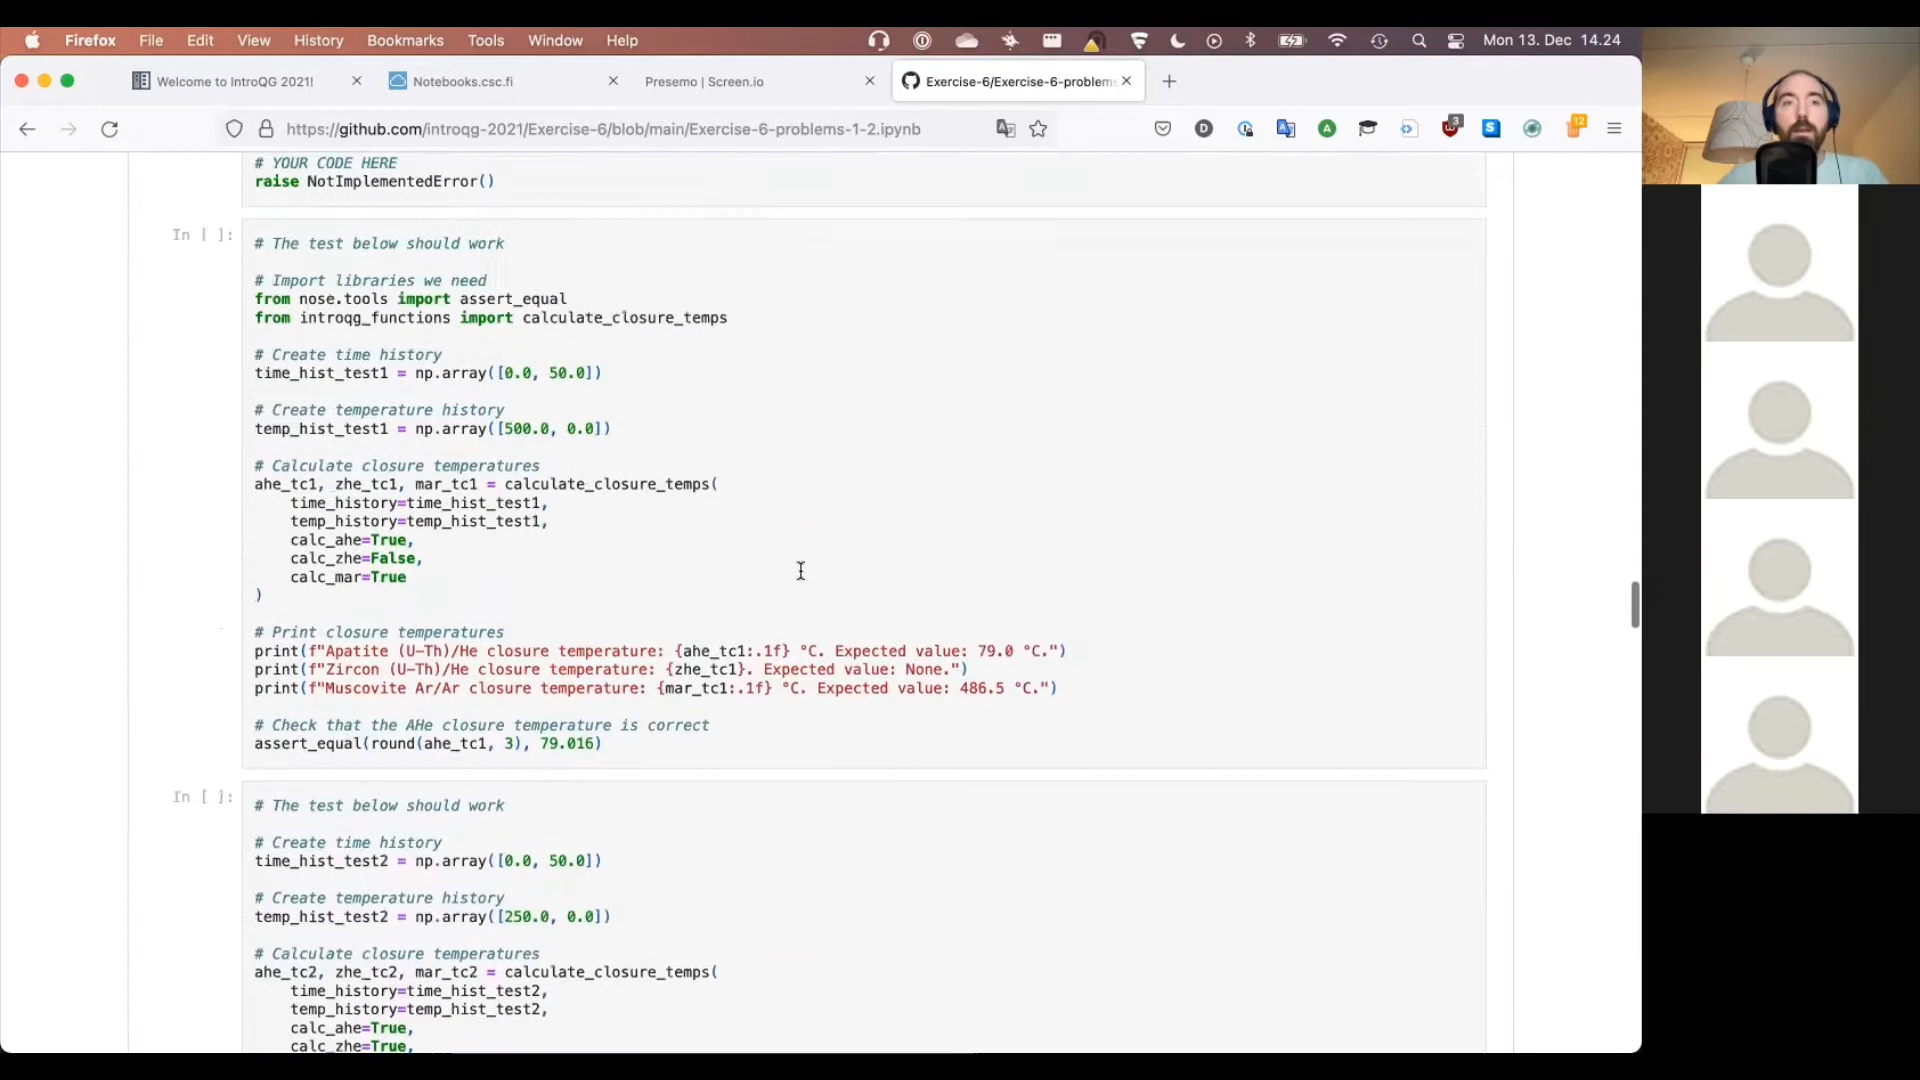 Firefox File Edit View History Bookmarks Tools Window Help Mon 13. Dec 14.24
Welcome to IntroQG 2021! Notebooks.csc.fi Presemo | Screen.io Exercise-6/Exercise-6-problems
https://github.com/introqg-2021/Exercise-6/blob/main/Exercise-6-problems-1-2.ipynb D A 3 S 12
# YOUR CODE HERE
raise NotImplementedError()
In [ ]:
# The test below should work
# Import libraries we need
from nose.tools import assert_equal
from introqg_functions import calculate_closure_temps
# Create time history
time_hist_test1 = np.array([0.0, 50.0])
# Create temperature history
temp_hist_test1 = np.array([500.0, 0.0])
# Calculate closure temperatures
ahe_tc1, zhe_tc1, mar_tc1 = calculate_closure_temps(
    time_history=time_hist_test1,
    temp_history=temp_hist_test1,
    calc_ahe=True,
    calc_zhe=False,
    calc_mar=True
)
# Print closure temperatures
print(f"Apatite (U-Th)/He closure temperature: {ahe_tc1:.1f} °C. Expected value: 79.0 °C.")
print(f"Zircon (U-Th)/He closure temperature: {zhe_tc1}. Expected value: None.")
print(f"Muscovite Ar/Ar closure temperature: {mar_tc1:.1f} °C. Expected value: 486.5 °C.")
# Check that the AHe closure temperature is correct
assert_equal(round(ahe_tc1, 3), 79.016)
In [ ]:
# The test below should work
# Create time history
time_hist_test2 = np.array([0.0, 50.0])
# Create temperature history
temp_hist_test2 = np.array([250.0, 0.0])
# Calculate closure temperatures
ahe_tc2, zhe_tc2, mar_tc2 = calculate_closure_temps(
    time_history=time_hist_test2,
    temp_history=temp_hist_test2,
    calc_ahe=True,
    calc_zhe=True,